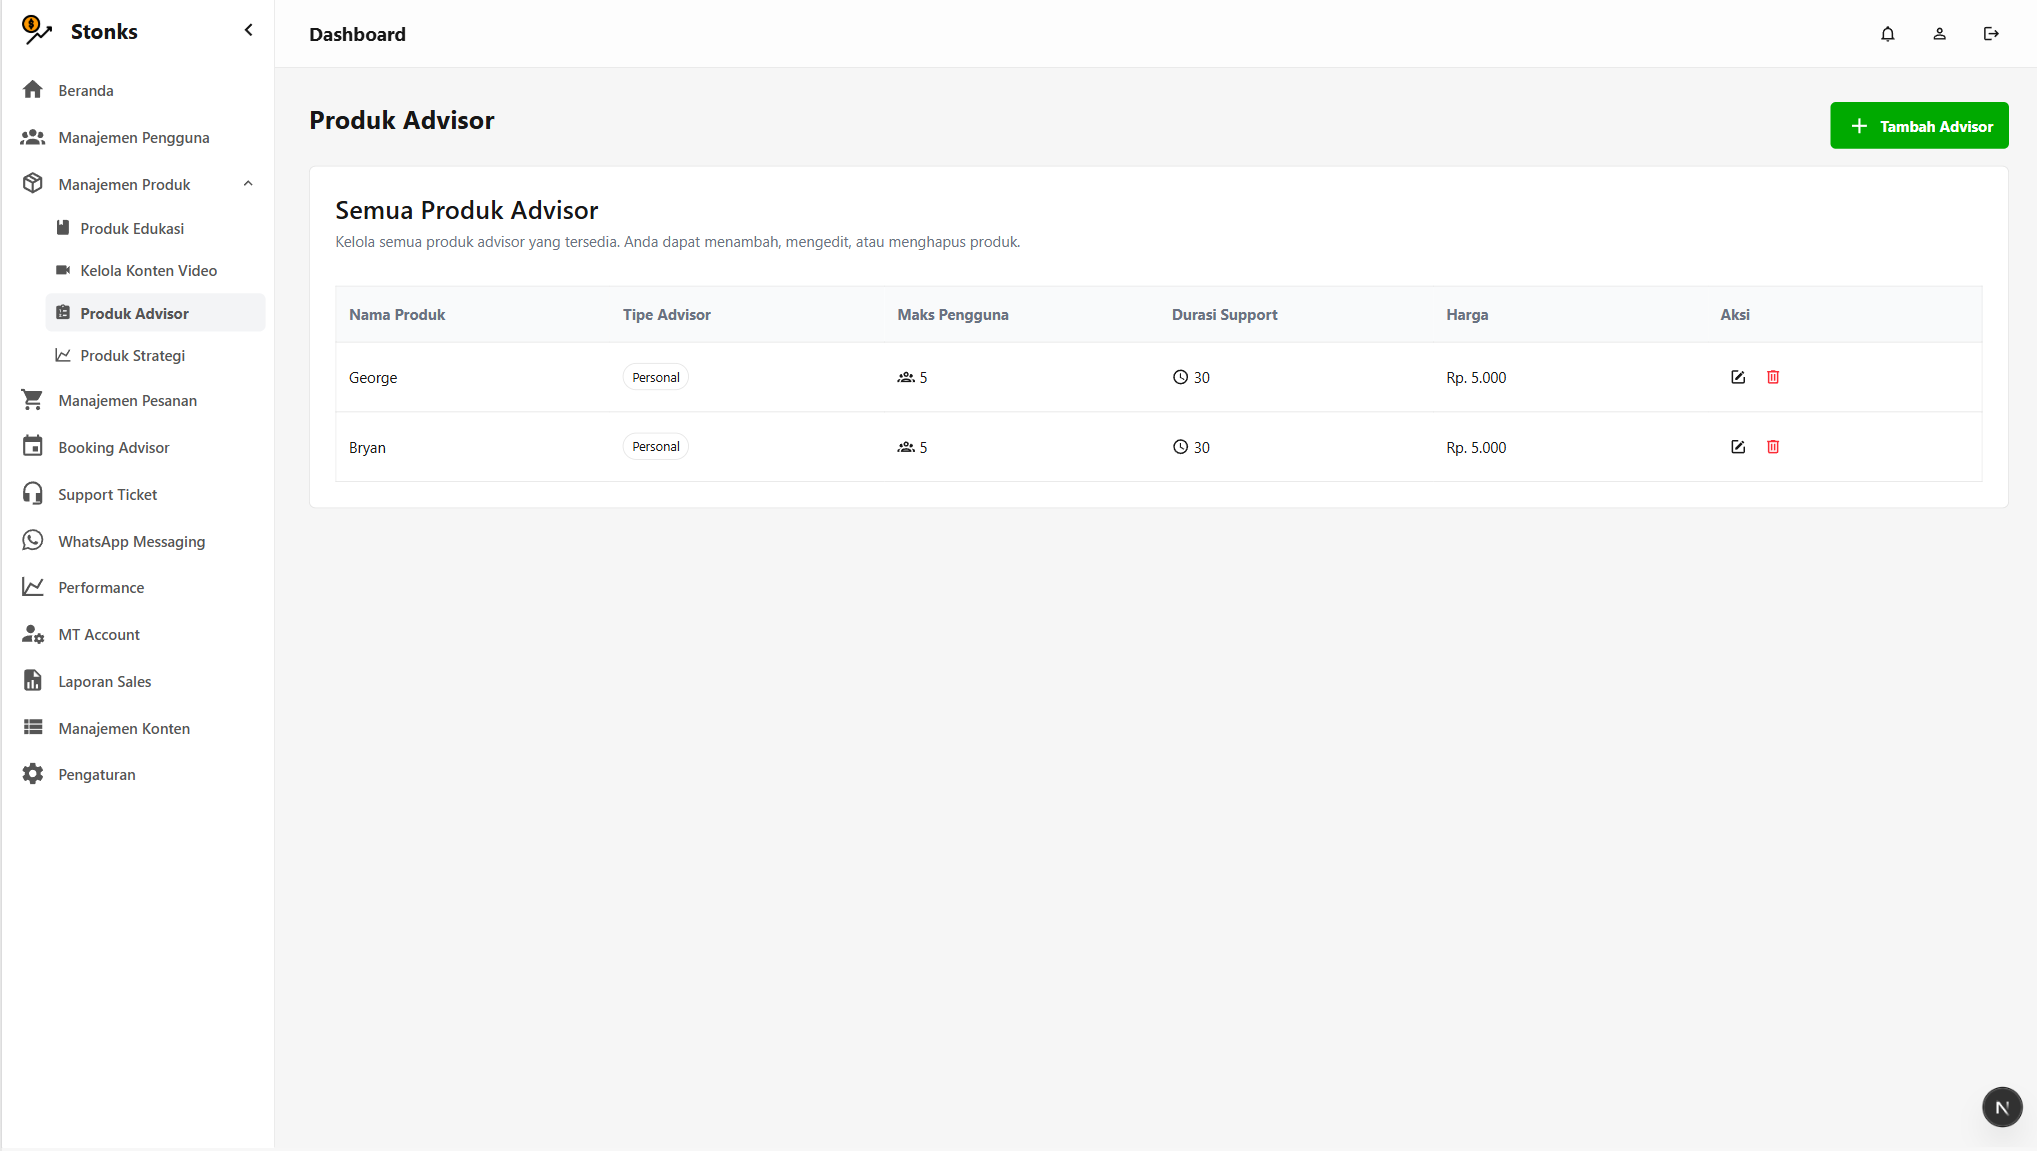 Stonks
Dashboard
Beranda
Manajemen Pengguna
Manajemen Produk
Produk Edukasi
Kelola Konten Video
Produk Advisor
Produk Strategi
Manajemen Pesanan
Booking Advisor
Support Ticket
WhatsApp Messaging
Performance
MT Account
Laporan Sales
Manajemen Konten
Pengaturan
Produk Advisor
Tambah Advisor
Semua Produk Advisor
Kelola semua produk advisor yang tersedia. Anda dapat menambah, mengedit, atau menghapus produk.
Nama Produk Tipe Advisor Maks Pengguna Durasi Support Harga Aksi
George Personal 5 30 Rp. 5.000
Bryan Personal 5 30 Rp. 5.000
N